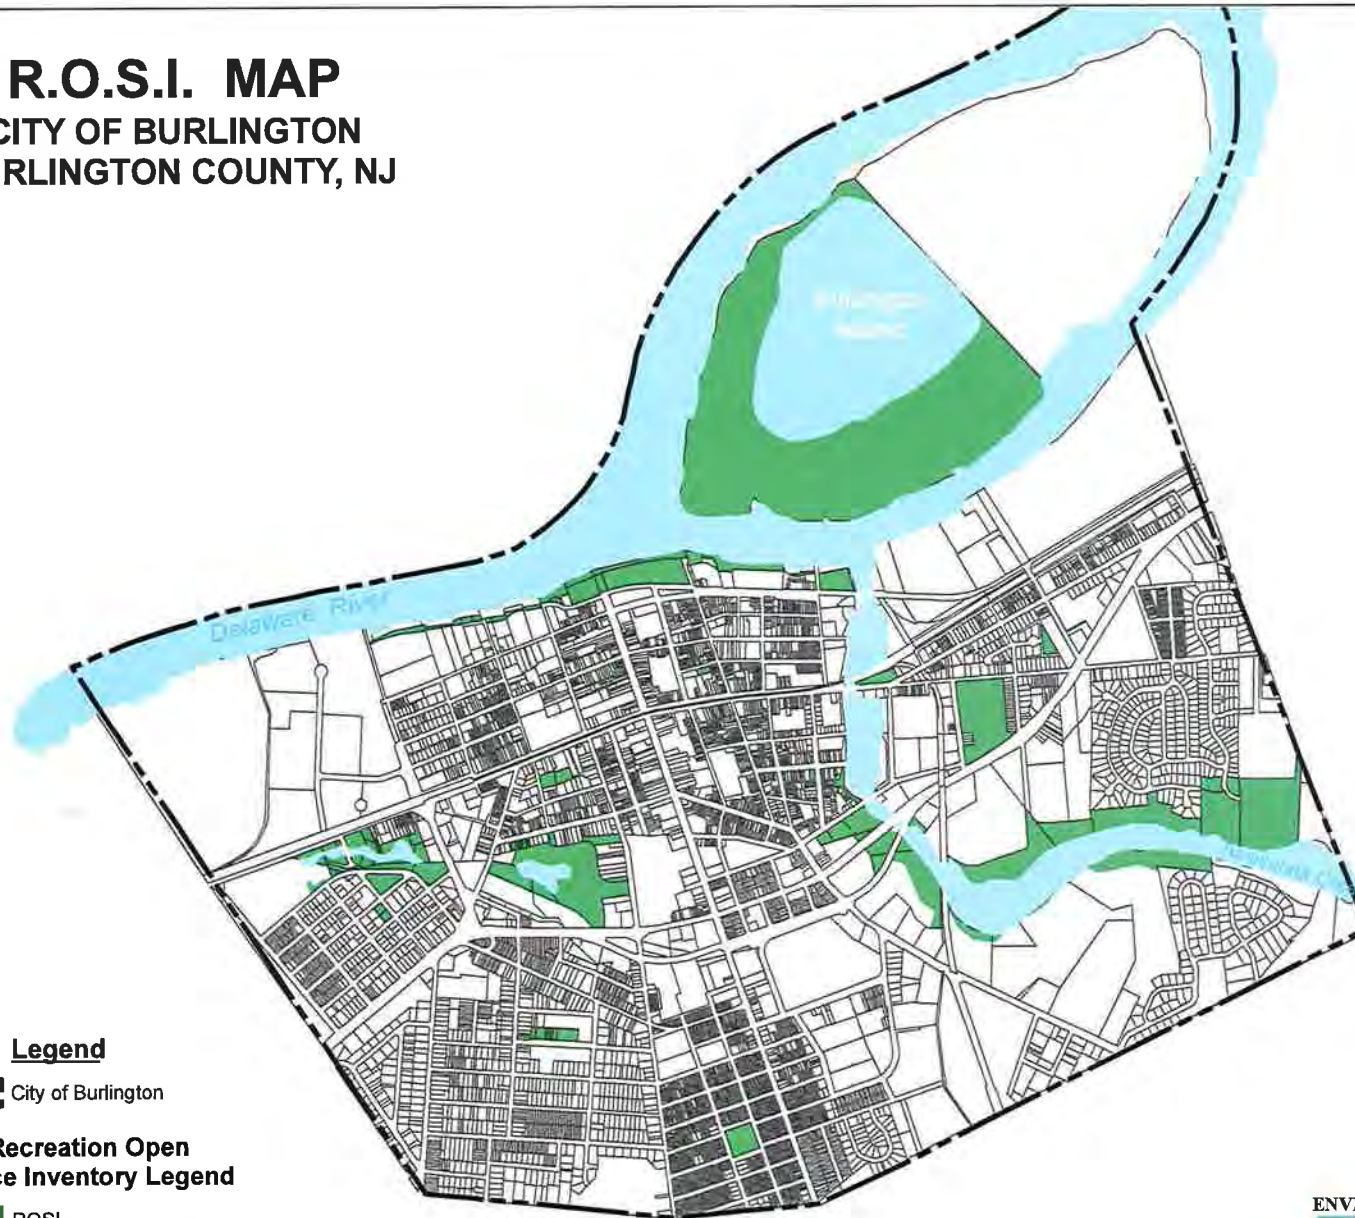 R.O.S.I. MAP
CITY OF BURLINGTON
RLINGTON COUNTY, NJ
Delaware River
Legend
City of Burlington
Recreation Open
ce Inventory Legend
ROSI
ENV